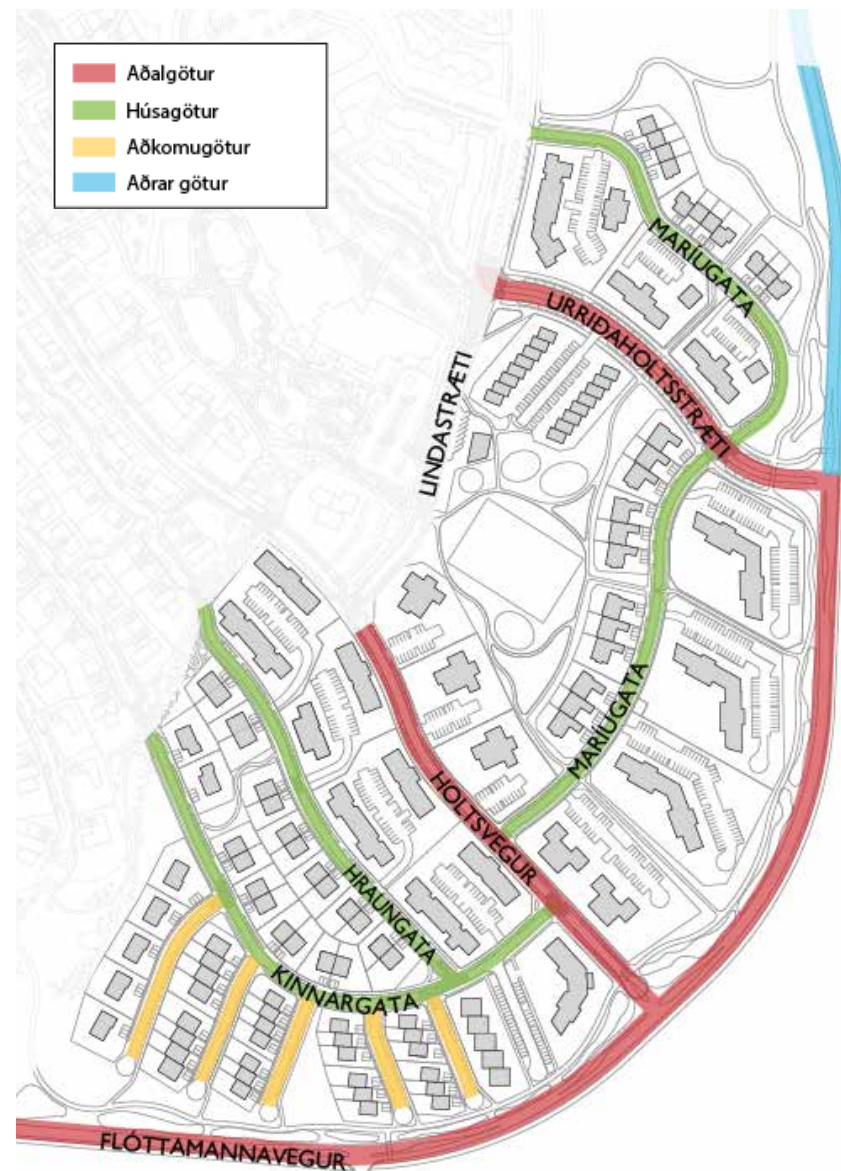 Aðalgötur
Húsagötur
Aðkomugötur
Aðrar götur
MARÍUGATA
URRIÐAHOLTSSTRÆTI
LINDASTRÆTI
MARÍUGATA
HOLTSVEGUR
HRAUNGATA
KINNARGATA
FLÓTTAMANNAVEGUR